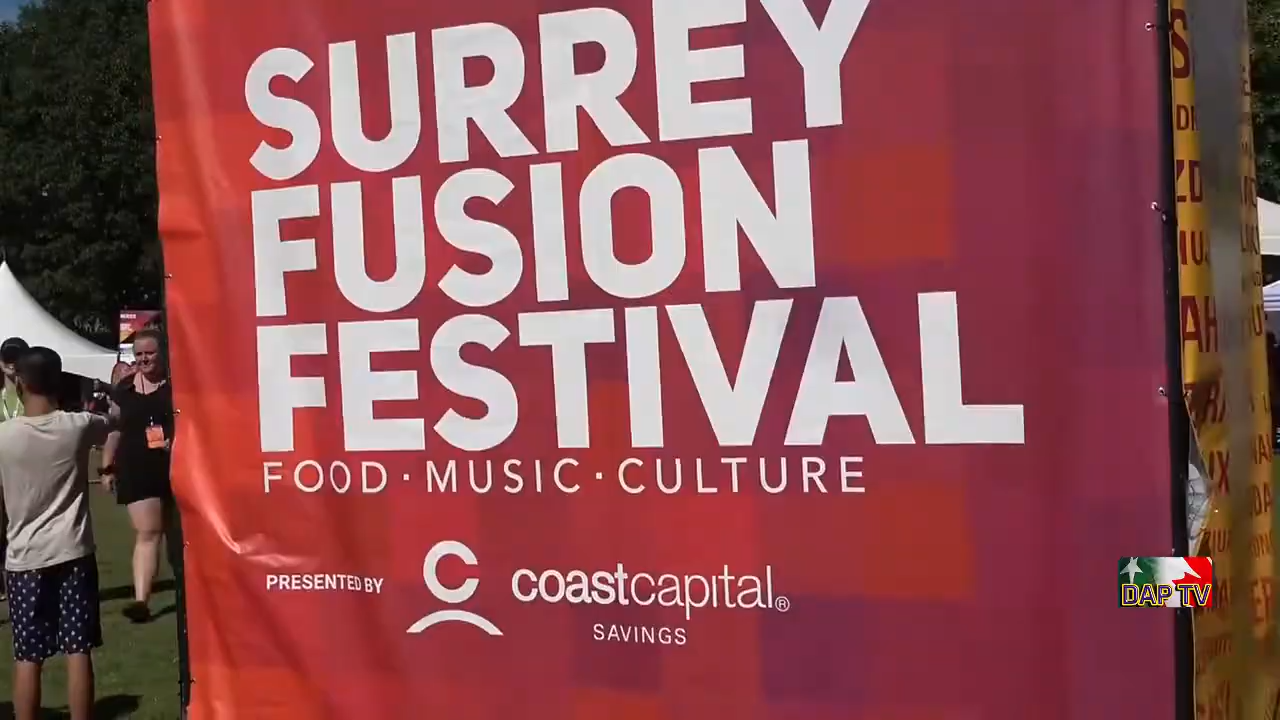 SURREY
FUSION
FESTIVAL
FOOD·MUSIC·CULTURE
PRESENTED BY
coastcapital®
SAVINGS
DAP TV